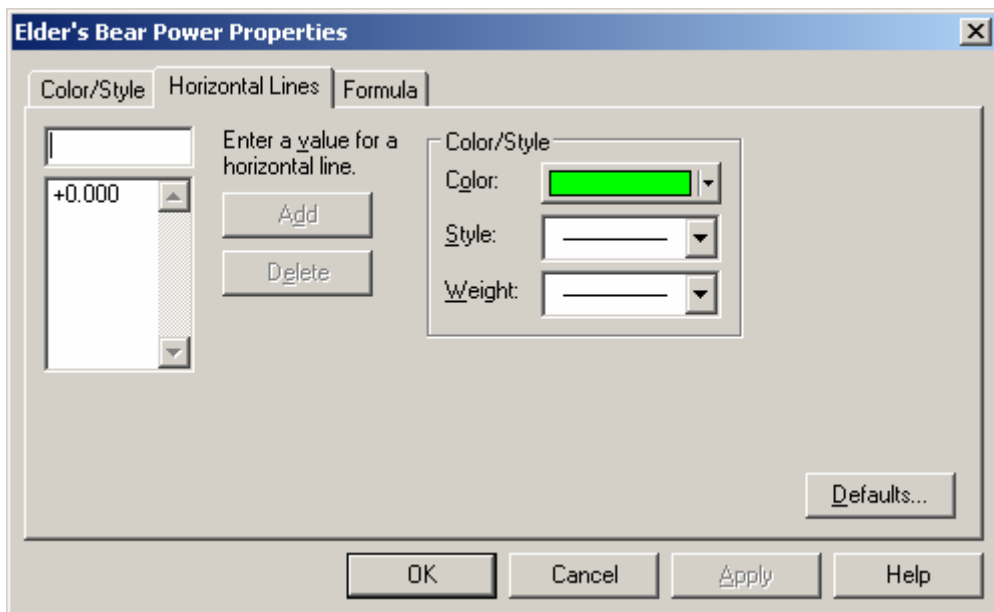 Elder's Bear Power Properties
Color/Style
Horizontal Lines
Formula
Enter a value for a
horizontal line.
+0.000
Add
Delete
Color/Style
Color:
Style:
Weight:
Defaults...
OK
Cancel
Apply
Help